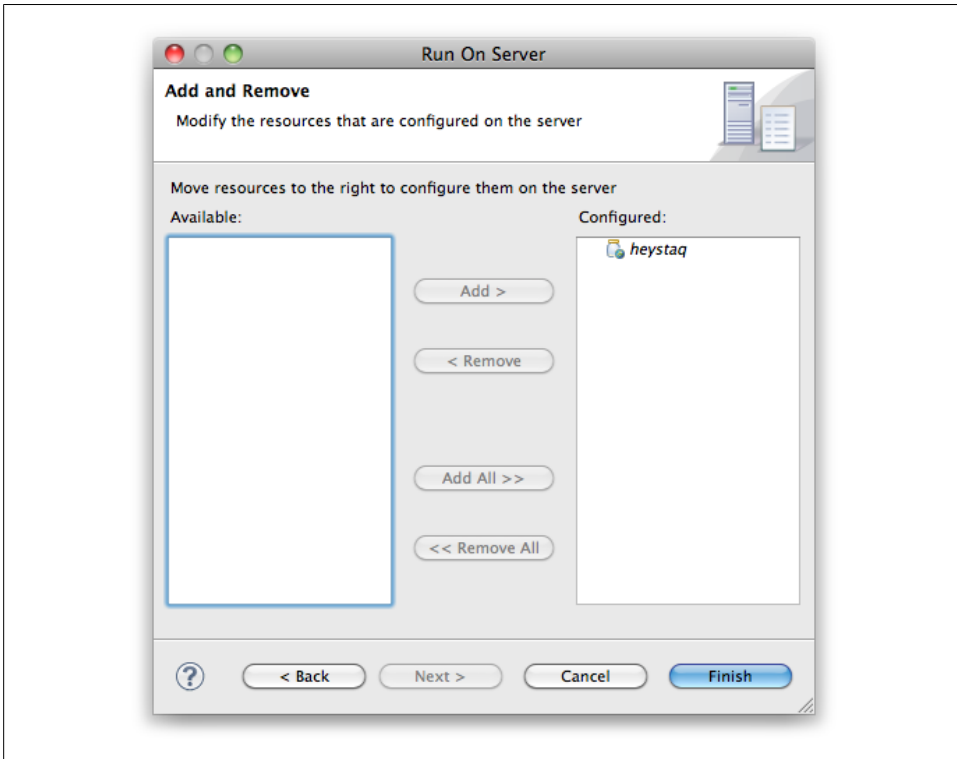 Run On Server
Add and Remove
Modify the resources that are configured on the server
Move resources to the right to configure them on the server
Available:
Configured:
heystaq
Add >
< Remove
Add All >>
<< Remove All
?
< Back
Next >
Cancel
Finish